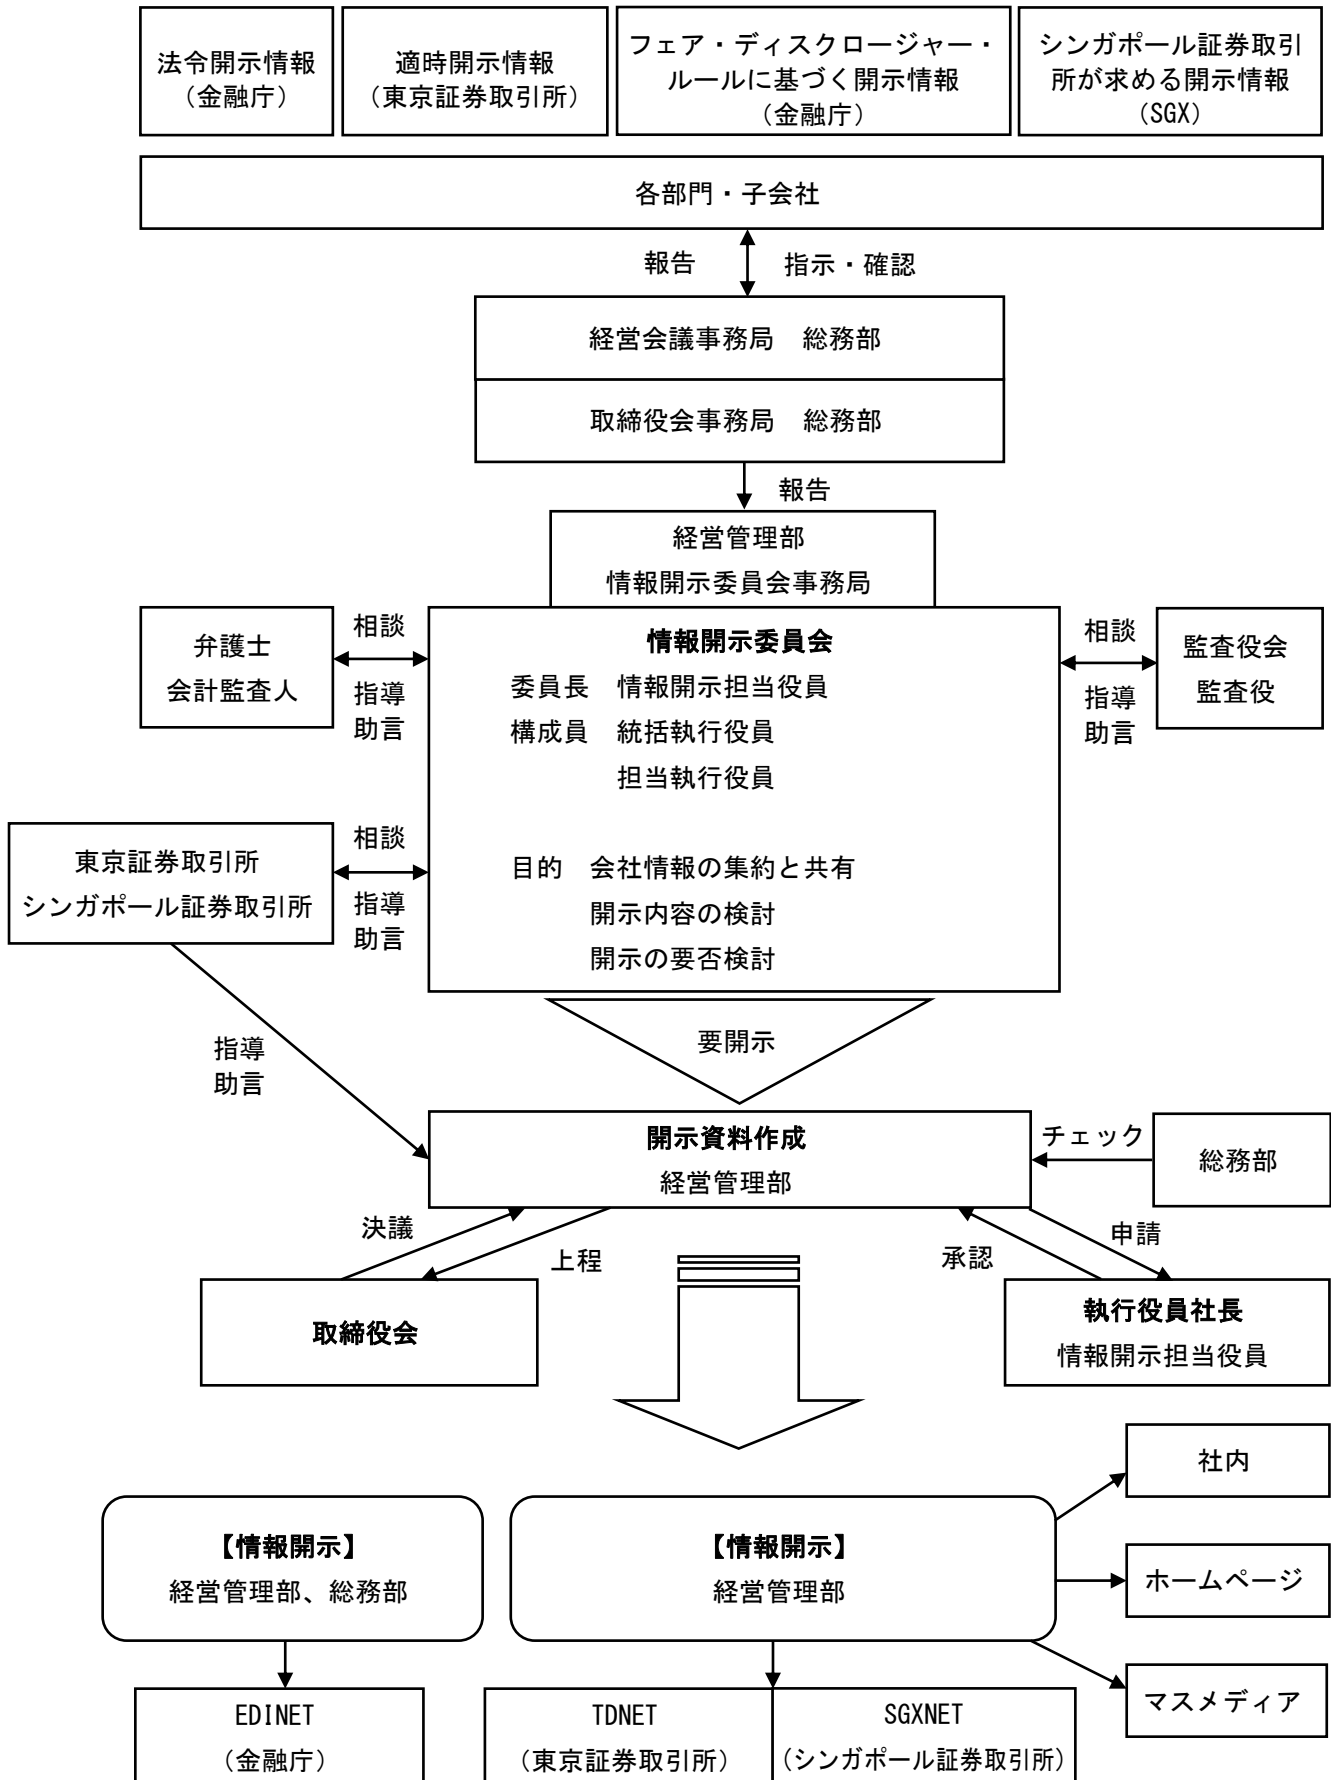 法令開示情報
（金融庁）
適時開示情報
（東京証券取引所）
フェア・ディスクロージャー・
ルールに基づく開示情報
（金融庁）
シンガポール証券取引
所が求める開示情報
（SGX）
各部門・子会社
報告
指示・確認
経営会議事務局　総務部
取締役会事務局　総務部
報告
経営管理部
情報開示委員会事務局
弁護士
会計監査人
相談
指導
助言
情報開示委員会
委員長　情報開示担当役員
構成員　統括執行役員
担当執行役員
目的　会社情報の集約と共有
開示内容の検討
開示の要否検討
相談
指導
助言
監査役会
監査役
東京証券取引所
シンガポール証券取引所
相談
指導
助言
要開示
指導
助言
開示資料作成
経営管理部
チェック
総務部
決議
上程
承認
申請
取締役会
執行役員社長
情報開示担当役員
【情報開示】
経営管理部、総務部
【情報開示】
経営管理部
社内
ホームページ
マスメディア
EDINET
（金融庁）
TDNET
（東京証券取引所）
SGXNET
（シンガポール証券取引所）